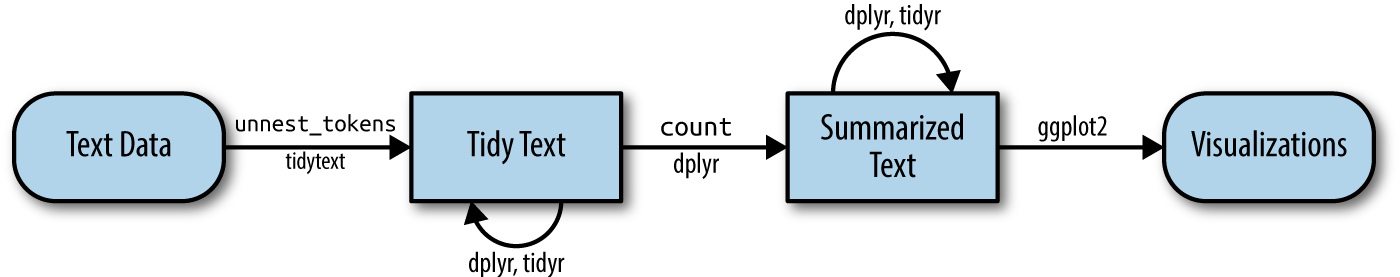 dplyr, tidyr
Text Data
unnest_tokens
tidytext
Tidy Text
count
dplyr
Summarized
Text
ggplot2
Visualizations
dplyr, tidyr